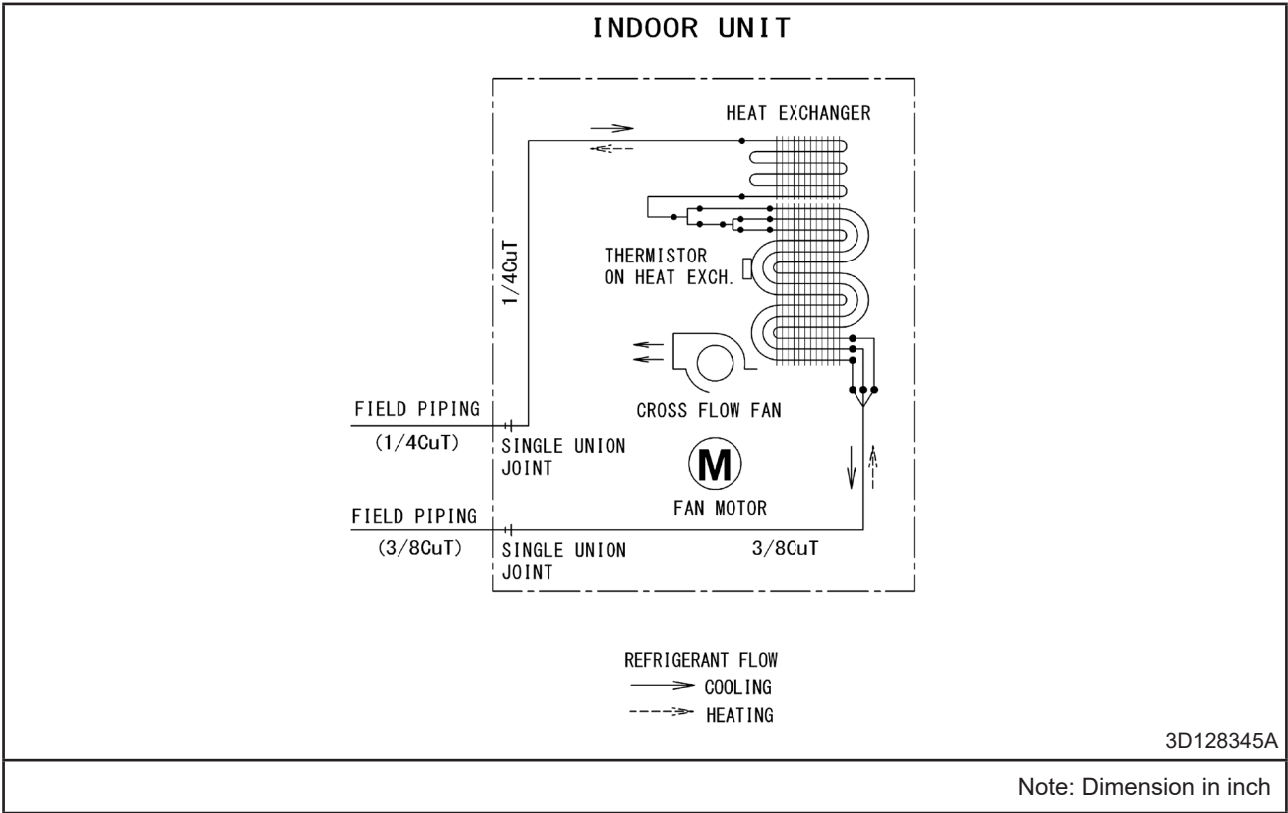 INDOOR UNIT
HEAT EXCHANGER
1/4CuT
THERMISTOR
ON HEAT EXCH.
CROSS FLOW FAN
FIELD PIPING
(1/4CuT)
SINGLE UNION
JOINT
M
FAN MOTOR
FIELD PIPING
(3/8CuT)
SINGLE UNION
JOINT
3/8CuT
REFRIGERANT FLOW
COOLING
HEATING
3D128345A
Note: Dimension in inch